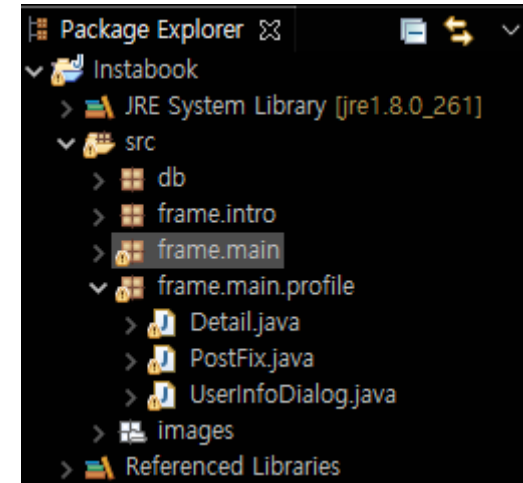 Package Explorer
Instabook
JRE System Library [jre1.8.0_261]
src
db
frame.intro
frame.main
frame.main.profile
Detail.java
PostFix.java
UserInfoDialog.java
images
Referenced Libraries